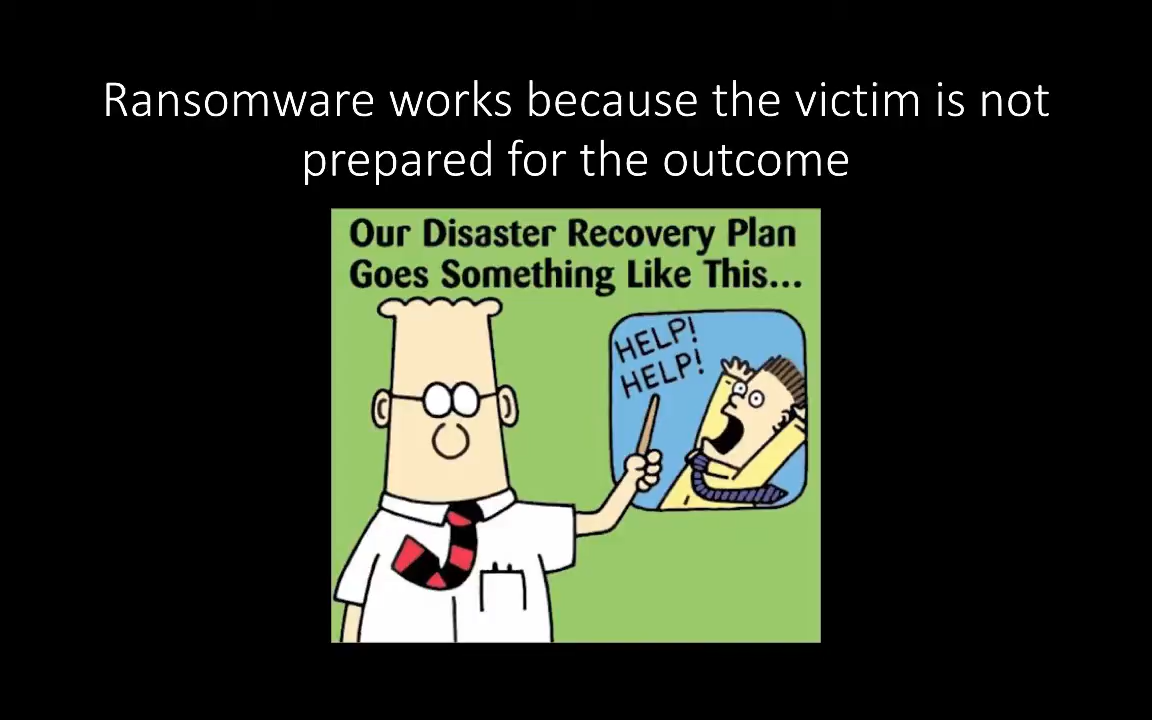 Ransomware works because the victim is not
prepared for the outcome
Our Disaster Recovery Plan
Goes Something Like This...
HELP!
HELP!